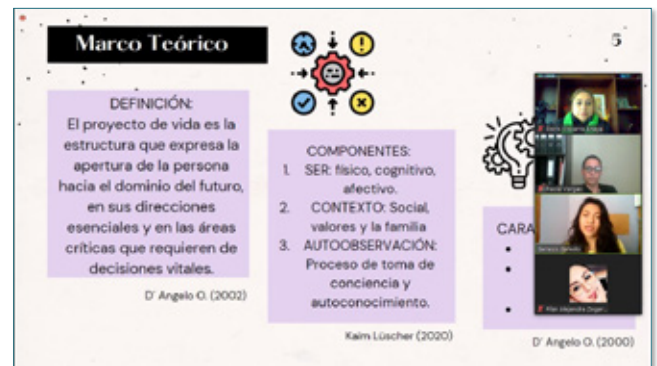 Marco Teórico
5
DEFINICIÓN:
El proyecto de vida es la
estructura que expresa la
apertura de la persona
hacia el dominio del futuro,
en sus direcciones
esenciales y en las áreas
críticas que requieren de
decisiones vitales.
D' Angelo O. (2002)
COMPONENTES:
1. SER: físico, cognitivo,
afectivo.
2. CONTEXTO: Social,
valores y la familia
3. AUTOOBSERVACIÓN:
Proceso de toma de
conciencia y
autoconocimiento.
Kaim Lüscher (2020)
CARA
D' Angelo O. (2000)